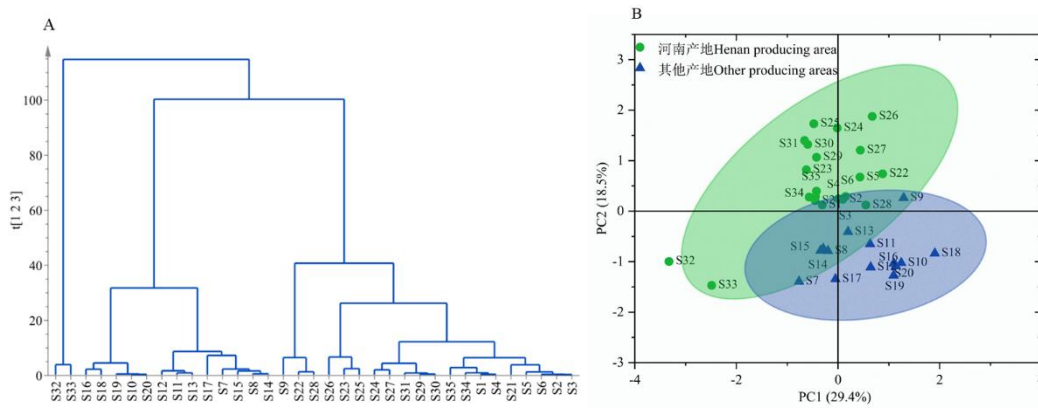 A
t[1 2 3]
100
80
60
40
20
0
S32
S33
S16
S18
S19
S10
S20
S12
S11
S13
S17
S7
S15
S8
S14
S9
S22
S28
S26
S23
S25
S24
S27
S31
S29
S30
S35
S34
S1
S4
S21
S5
S6
S2
S3
B
河南产地Henan producing area
其他产地Other producing areas
PC2 (18.5%)
3
2
1
0
-1
-2
-3
S26
S25
S24
S31
S30
S27
S29
S23
S35
S4
S6
S5
S22
S34
S2
S9
S28
S3
S13
S15
S8
S11
S18
S14
S16
S10
S20
S32
S33
S7
S17
S19
-4
-2
0
2
4
PC1 (29.4%)